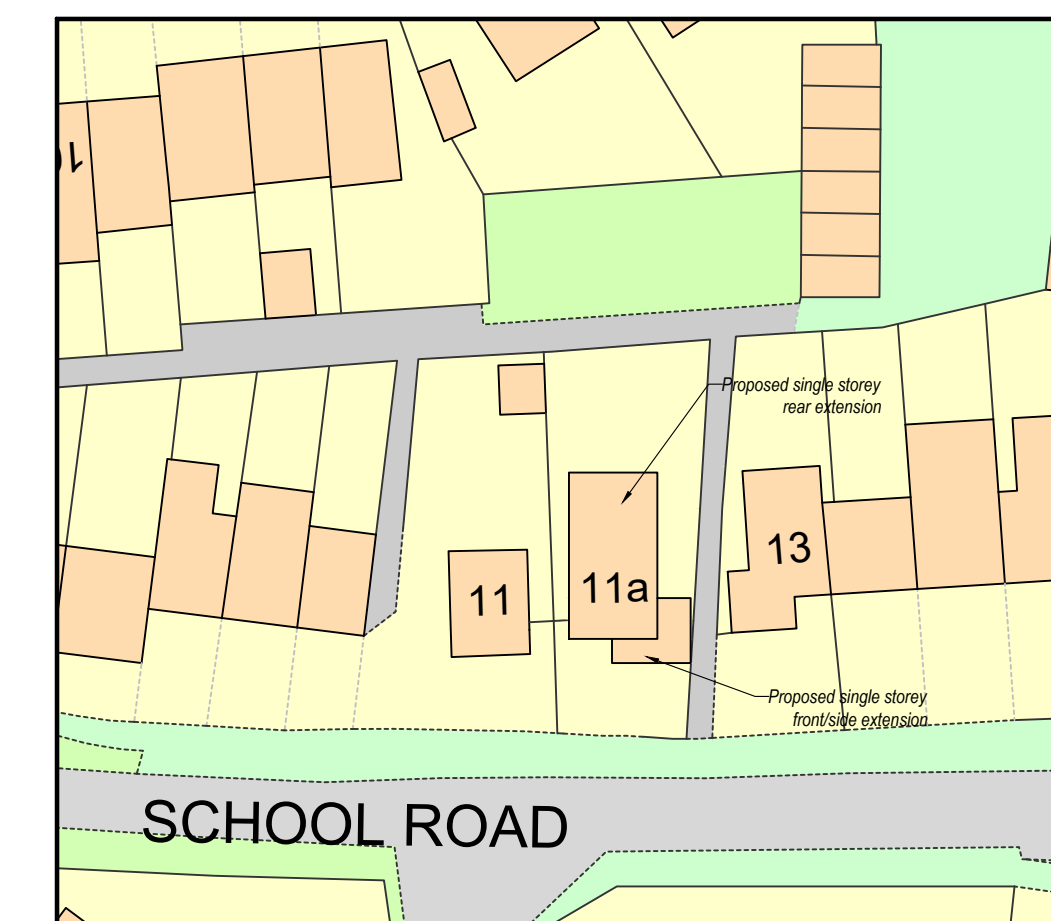 Proposed single storey
rear extension
13
11
11a
Proposed single storey
front/side extension
SCHOOL ROAD